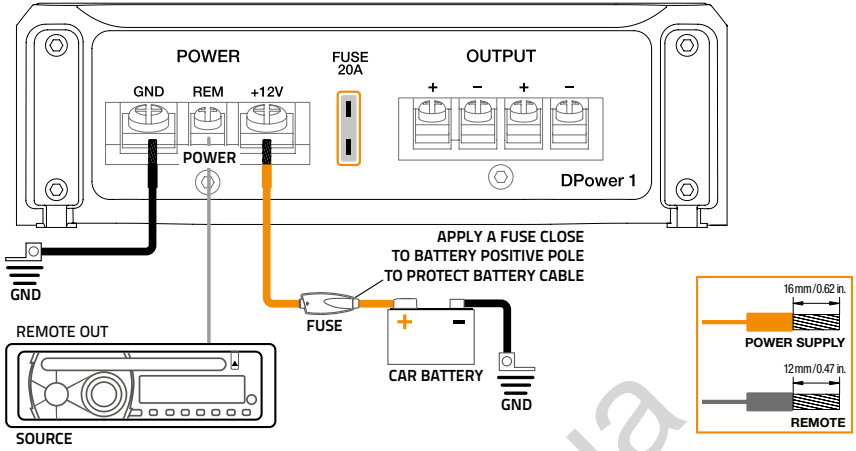 POWER
FUSE
20A
OUTPUT
GND REM +12V
+ - + -
POWER
DPower 1
APPLY A FUSE CLOSE
TO BATTERY POSITIVE POLE
TO PROTECT BATTERY CABLE
GND
FUSE
+ -
CAR BATTERY
GND
REMOTE OUT
SOURCE
16 mm/0.62 in.
POWER SUPPLY
12 mm/0.47 in.
REMOTE